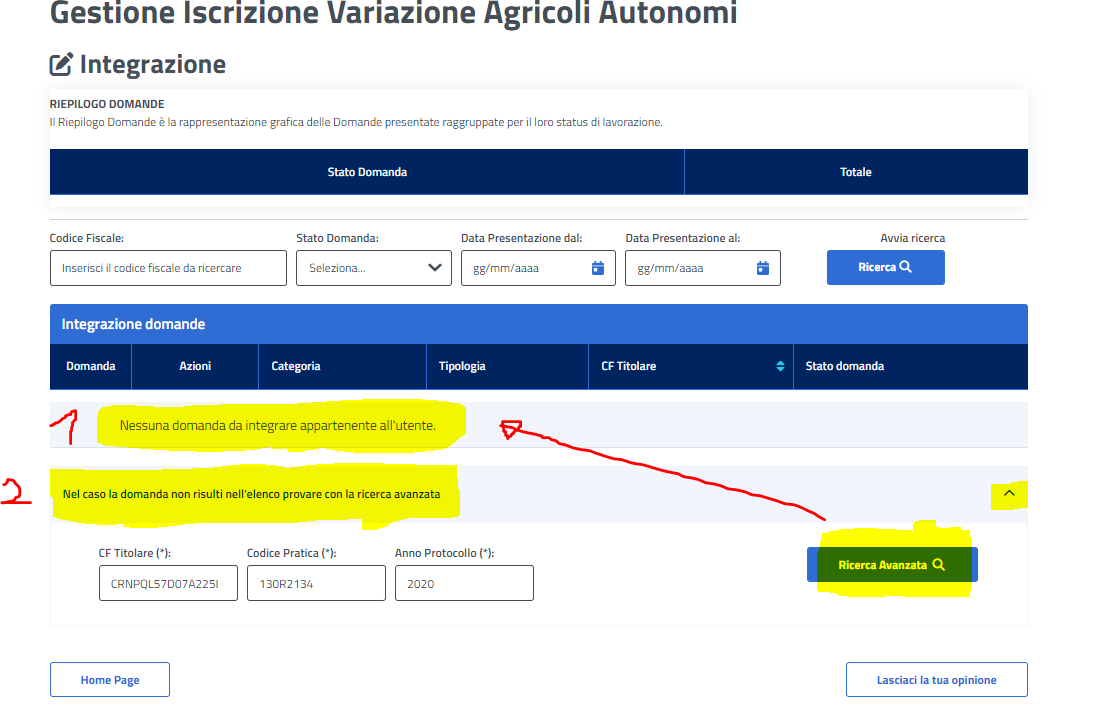 Gestione Iscrizione Variazione Agricoli Autonomi
Integrazione
RIEPILOGO DOMANDE
Il Riepilogo Domande è la rappresentazione grafica delle Domande presentate raggruppate per il loro status di lavorazione.
Stato Domanda Totale
Codice Fiscale: Stato Domanda: Data Presentazione dal: Data Presentazione al: Avvia ricerca
Inserisci il codice fiscale da ricercare Seleziona... gg/mm/aaaa gg/mm/aaaa Ricerca
Integrazione domande
Domanda Azioni Categoria Tipologia CF Titolare Stato domanda
1 Nessuna domanda da integrare appartenente all'utente.
2 Nel caso la domanda non risulti nell'elenco provare con la ricerca avanzata
CF Titolare (*): Codice Pratica (*): Anno Protocollo (*):
CRNPQL57D07A225I 130R2134 2020 Ricerca Avanzata
Home Page Lasciaci la tua opinione